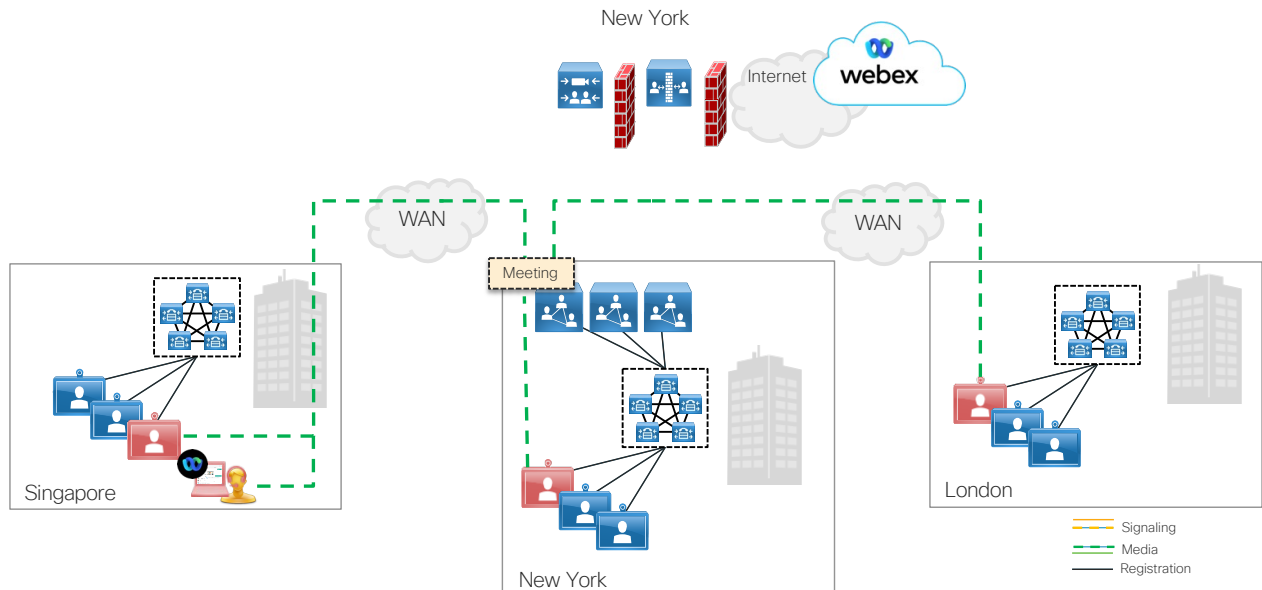 New York
Internet
webex
WAN
WAN
Meeting
Singapore
New York
London
Signaling
Media
Registration